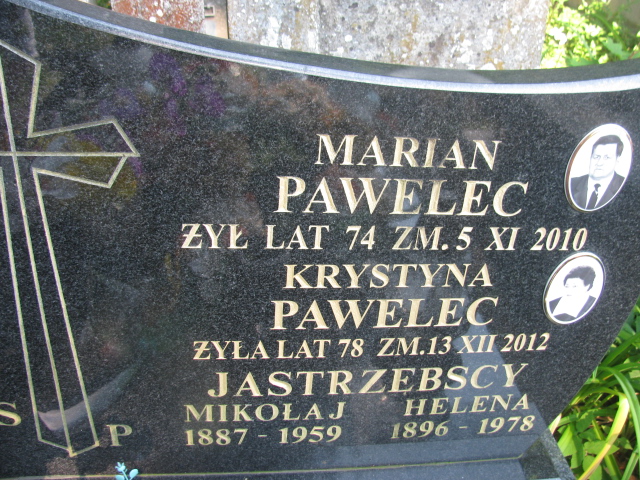 MARIAN
PAWELEC
ŻYŁ LAT 74 ZM. 5 XI 2010
KRYSTYNA
PAWELEC
ŻYŁA LAT 78 ZM. 13 XII 2012
JASTRZEBSCY
MIKOŁAJ HELENA
1887 - 1959 1896 - 1978
S P